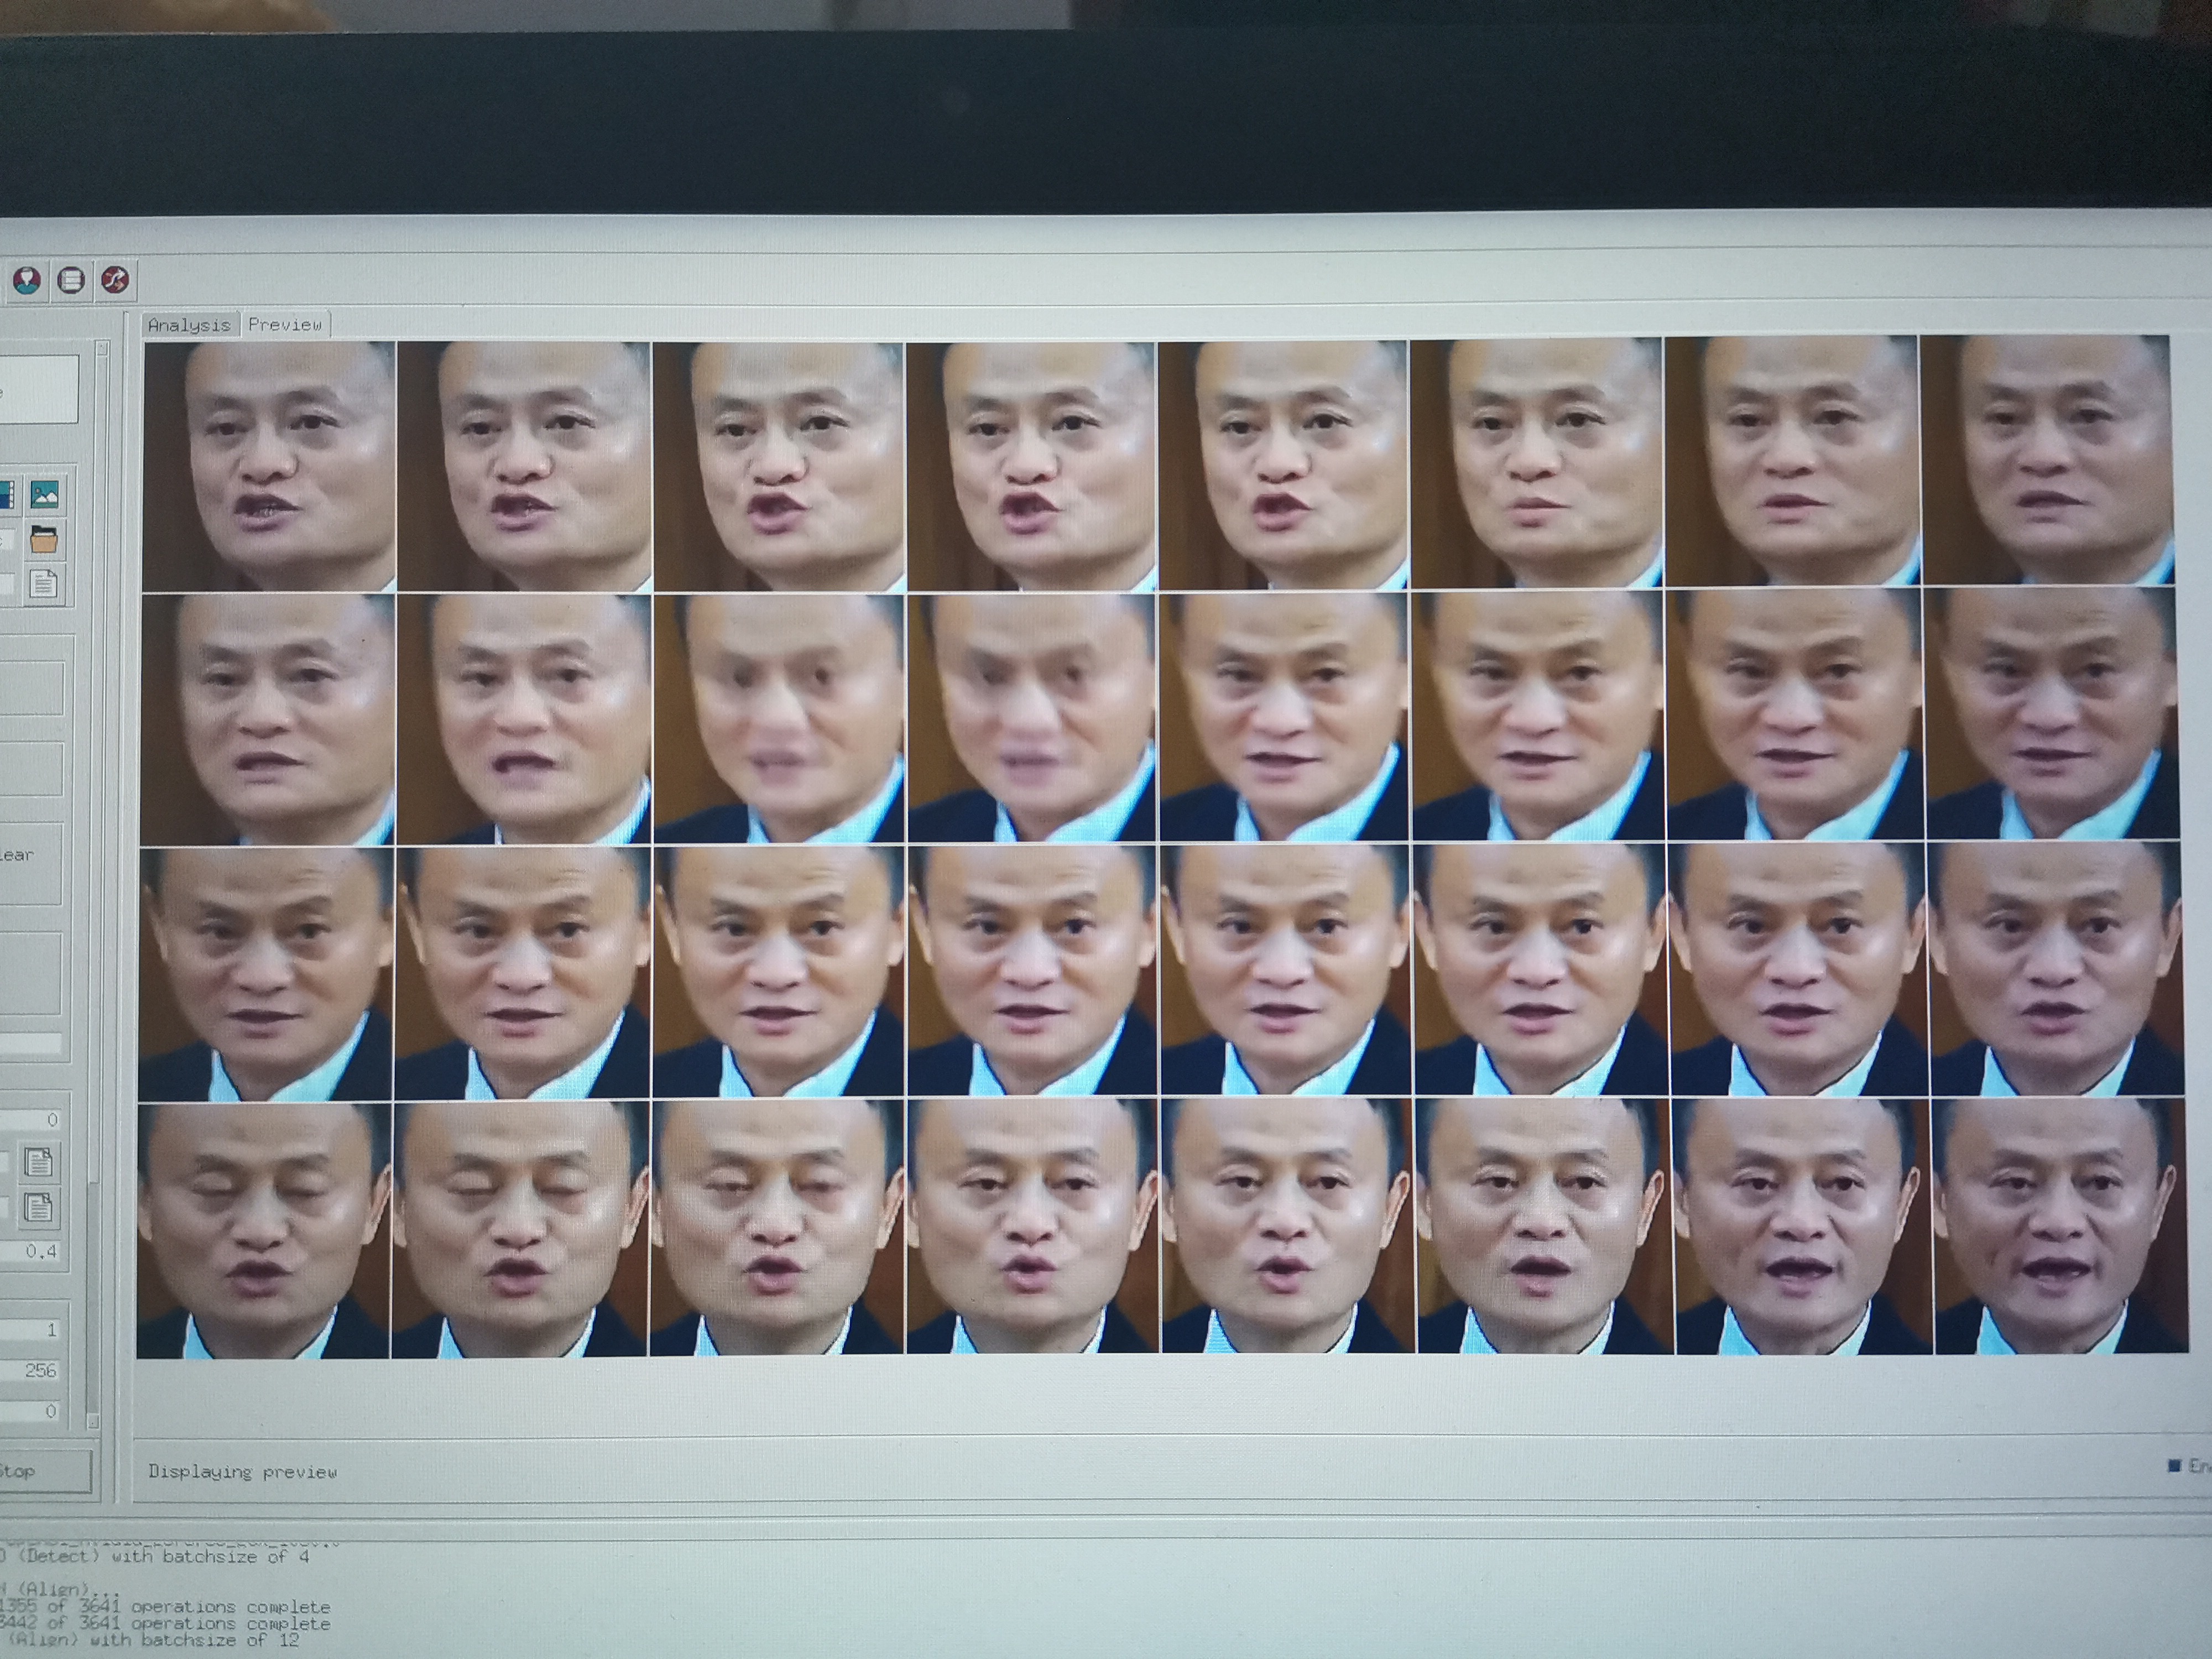 Analysis Preview
lear
0
0.4
1
256
0
Stop
Displaying preview
(Detect) with batchsize of 4
(Align)...
1355 of 3641 operations complete
3442 of 3641 operations complete
(Align) with batchsize of 12